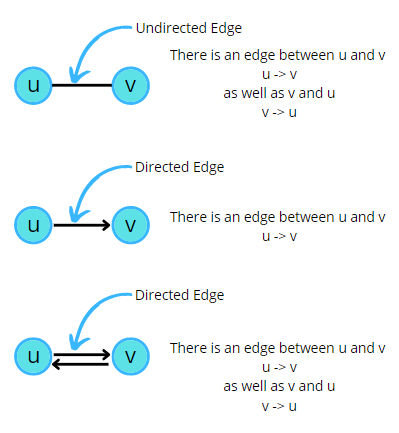 Undirected Edge
There is an edge between u and v
u -> v
as well as v and u
v -> u
u
v
Directed Edge
There is an edge between u and v
u -> v
u
v
Directed Edge
There is an edge between u and v
u -> v
as well as v and u
v -> u
u
v